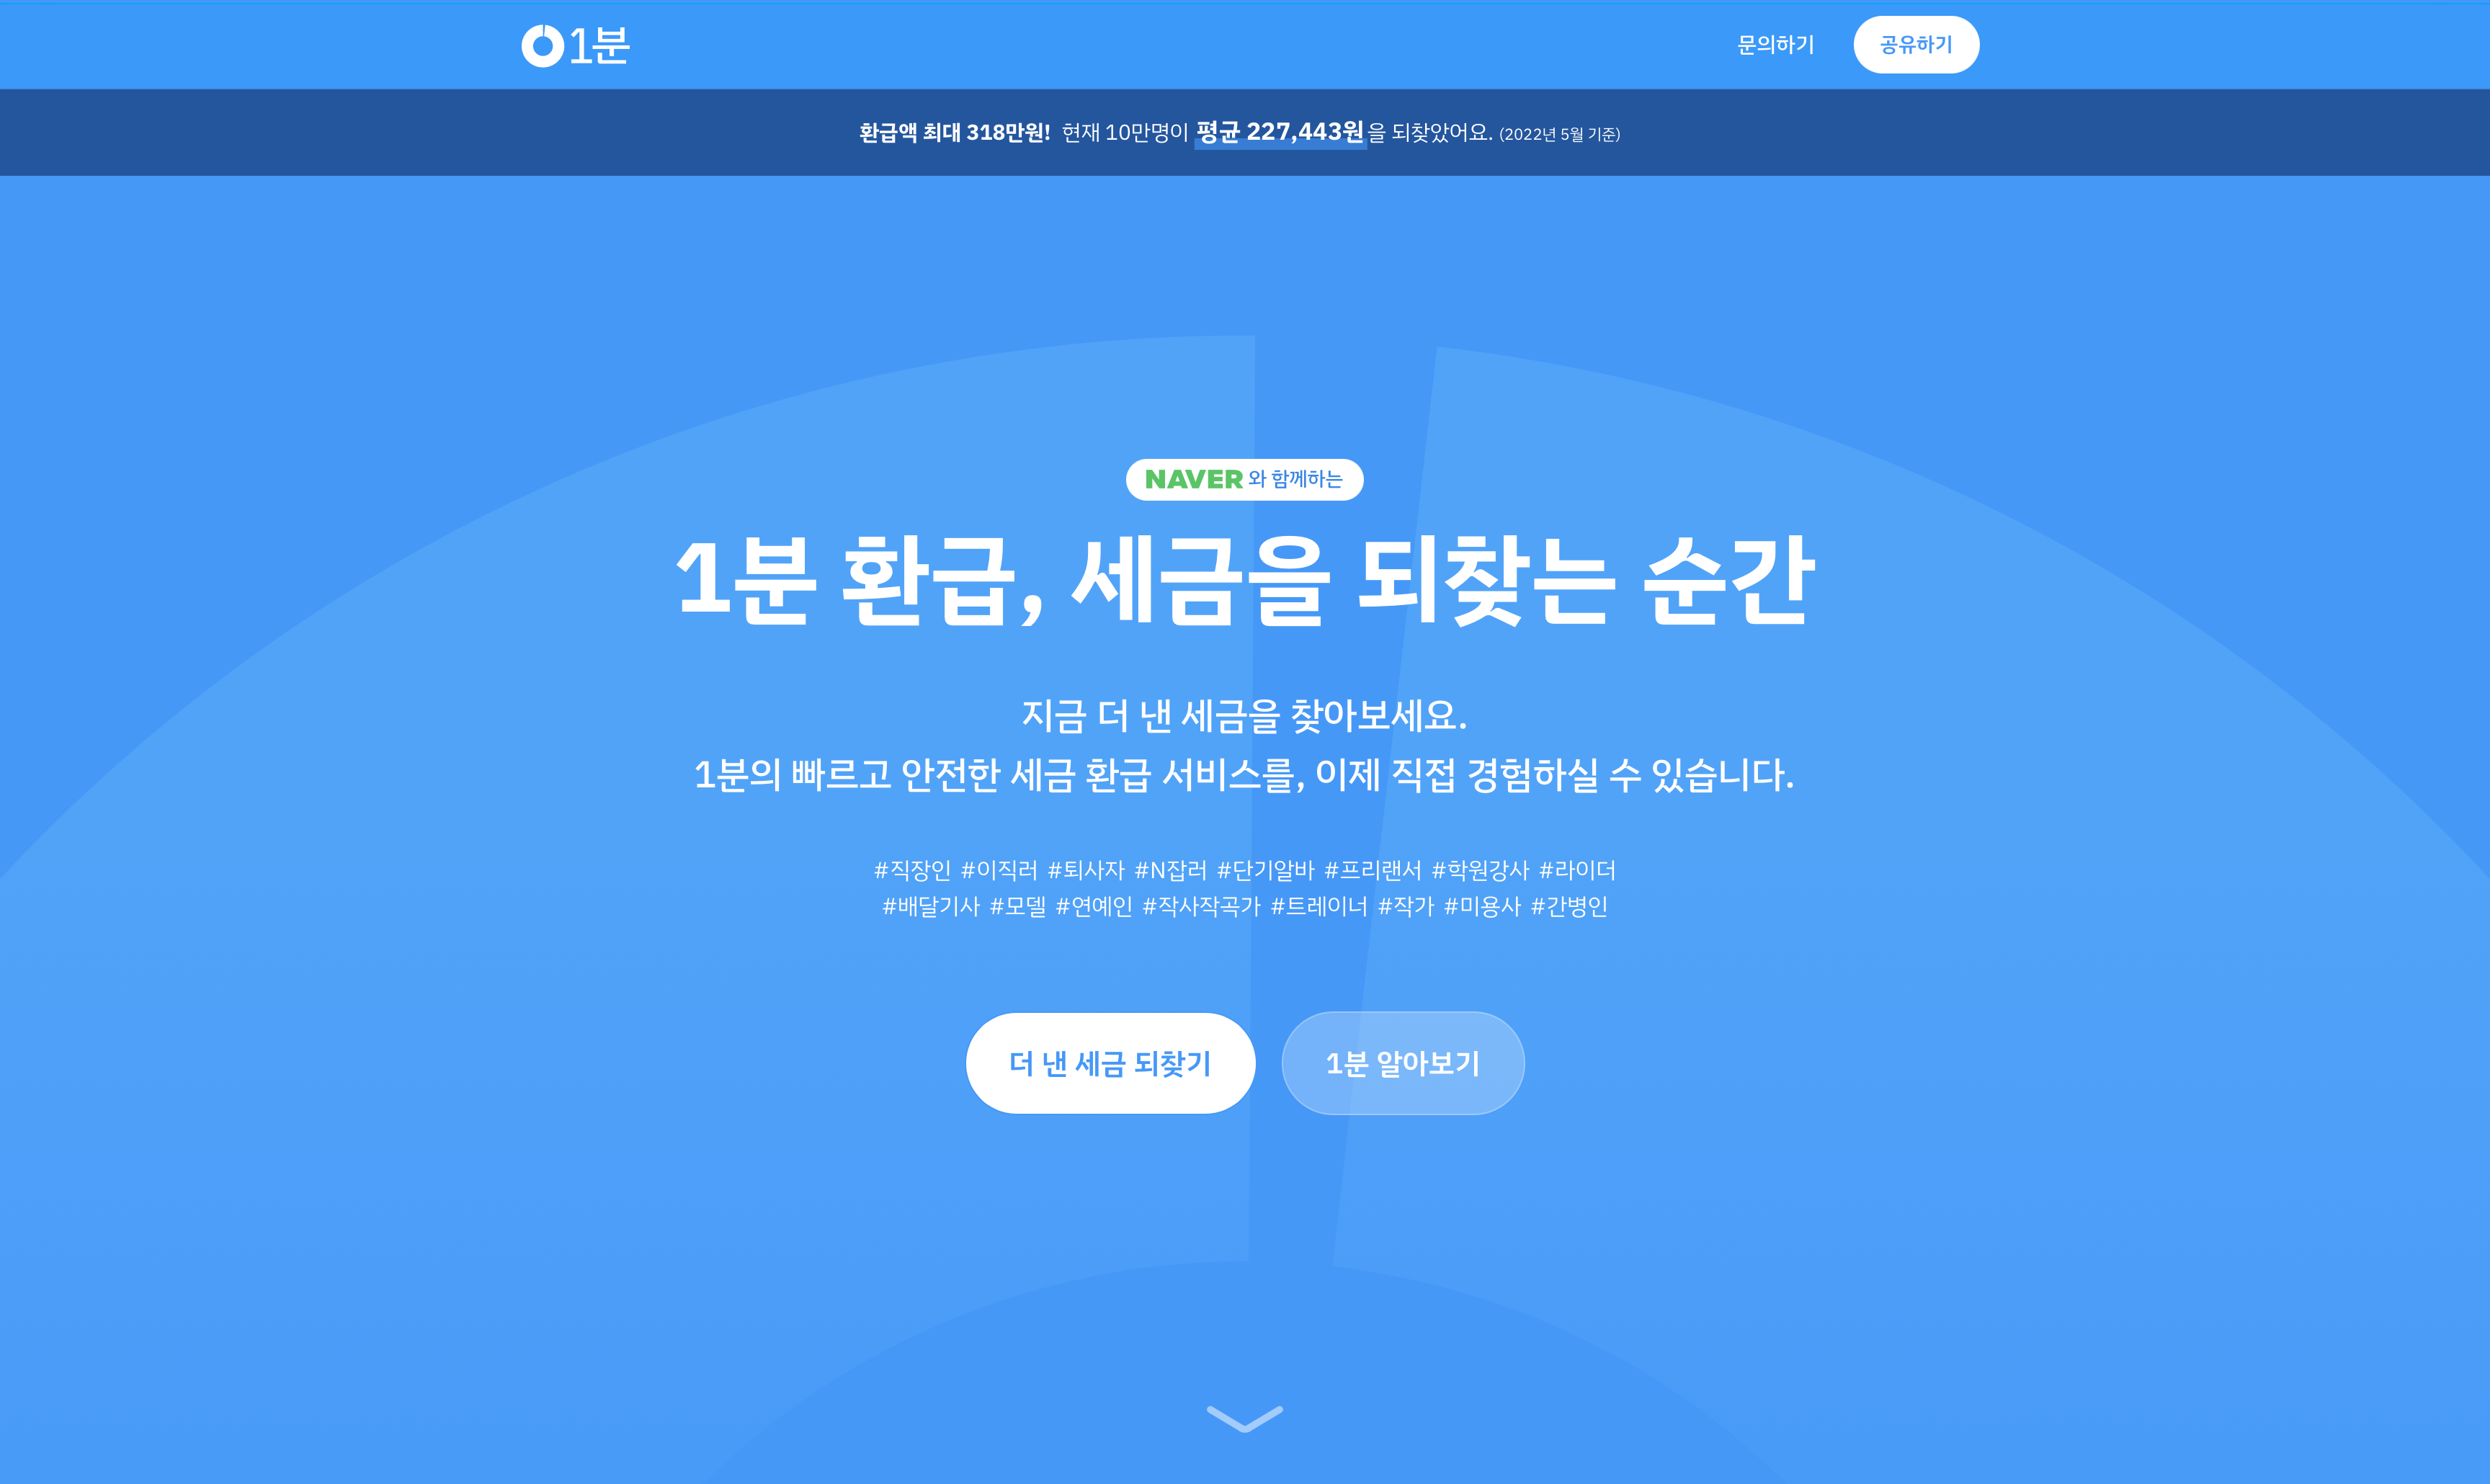 1분
문의하기
공유하기
환급액 최대 318만원! 현재 10만명이 평균 227,443원을 되찾았어요. (2022년 5월 기준)
NAVER 와 함께하는
1분 환급, 세금을 되찾는 순간
지금 더 낸 세금을 찾아보세요.
1분의 빠르고 안전한 세금 환급 서비스를, 이제 직접 경험하실 수 있습니다.
#직장인 #이직러 #퇴사자 #N잡러 #단기알바 #프리랜서 #학원강사 #라이더
#배달기사 #모델 #연예인 #작사작곡가 #트레이너 #작가 #미용사 #간병인
더 낸 세금 되찾기
1분 알아보기